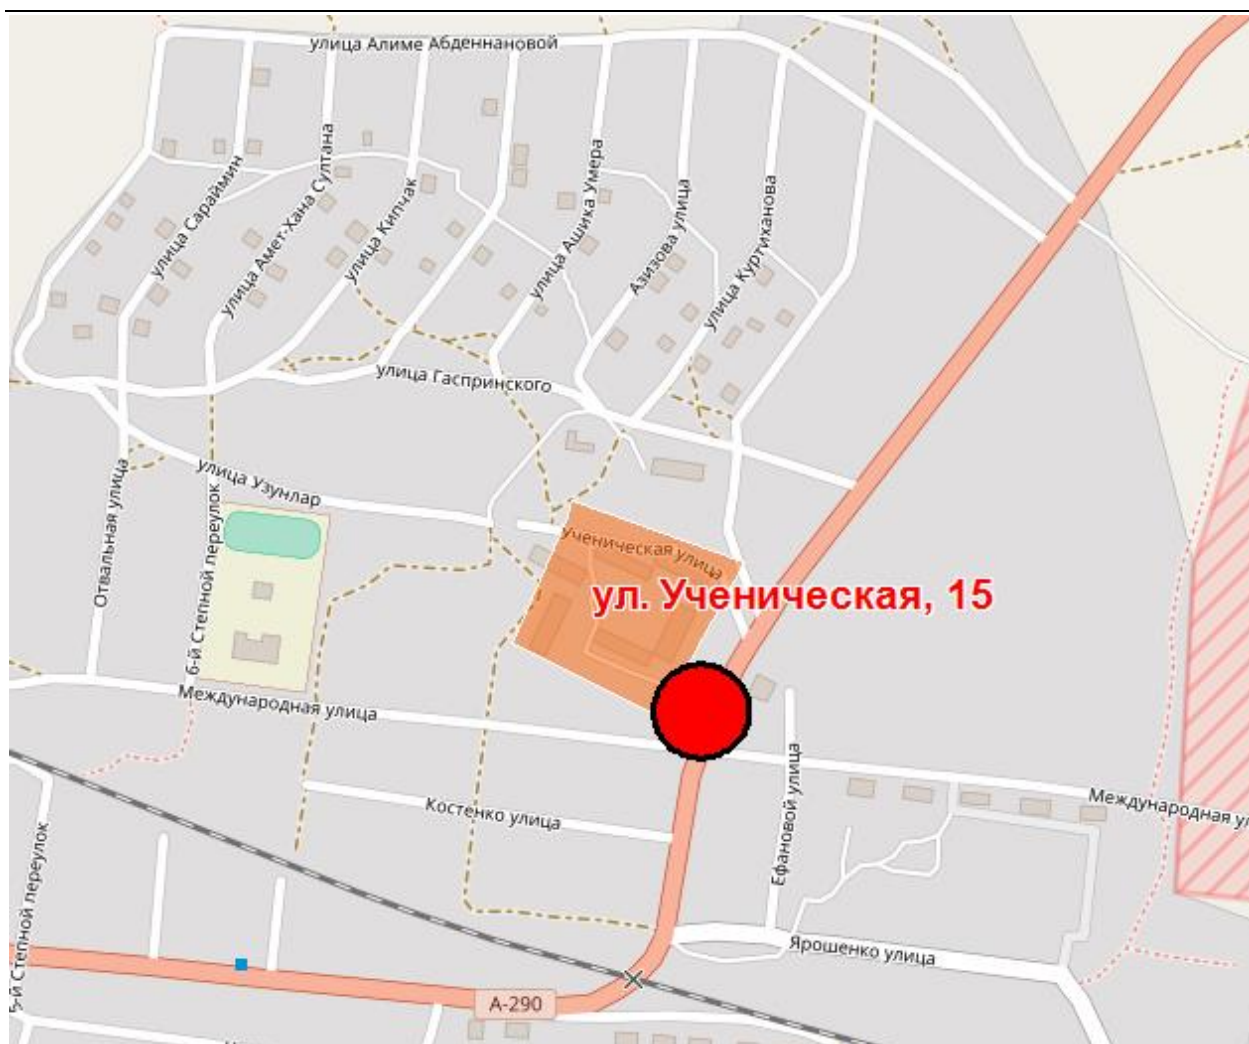 улица Алиме Абденнановой
улица Сараймин
улица Амет-Хана Султана
улица Кипчак
улица Ашика Умера
Азизова улица
улица Куртиханова
улица Гаспринского
Отвальная улица
улица Узунлар
6-й Степной переулок
ученическая улица
ул. Ученическая, 15
Международная улица
Костенко улица
Ефановой улица
Международная ул
5-й Степной переулок
Ярошенко улица
А-290